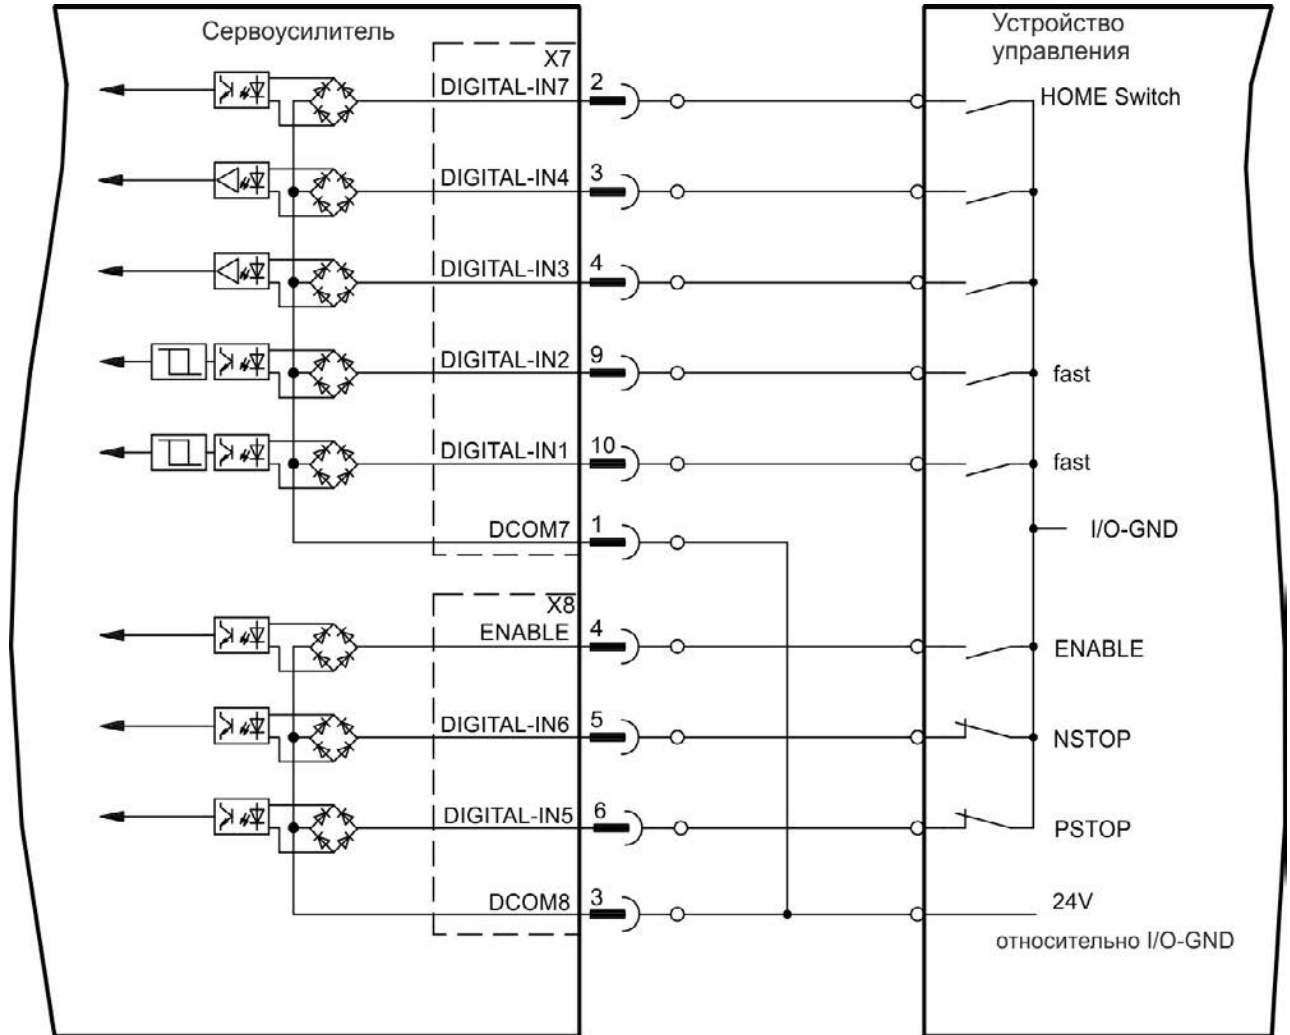 Сервоусилитель
Устройство
управления
X7
DIGITAL-IN7 2 HOME Switch
DIGITAL-IN4 3
DIGITAL-IN3 4
DIGITAL-IN2 9 fast
DIGITAL-IN1 10 fast
DCOM7 1 I/O-GND
X8
ENABLE 4 ENABLE
DIGITAL-IN6 5 NSTOP
DIGITAL-IN5 6 PSTOP
DCOM8 3 24V
относительно I/O-GND